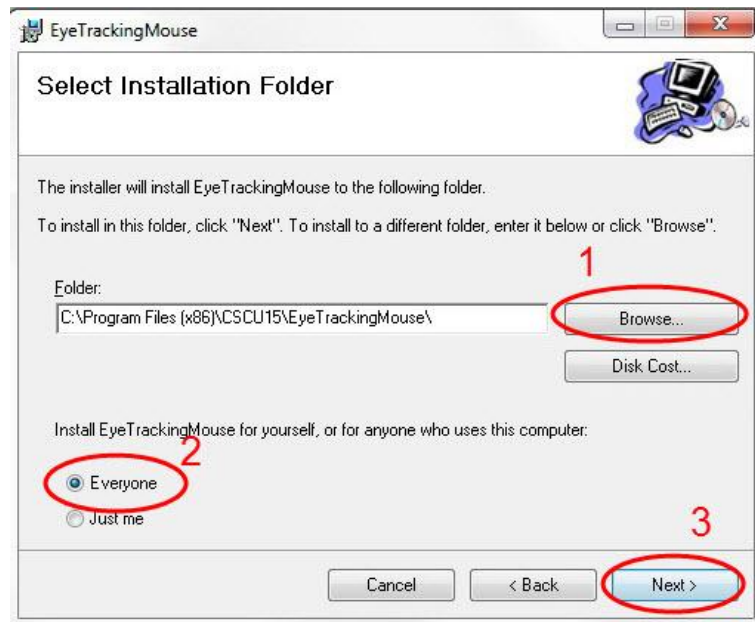 EyeTrackingMouse
Select Installation Folder
The installer will install EyeTrackingMouse to the following folder.
To install in this folder, click "Next". To install to a different folder, enter it below or click "Browse".
1
Folder:
C:\Program Files (x86)\CSCU15\EyeTrackingMouse\
Browse...
Disk Cost...
Install EyeTrackingMouse for yourself, or for anyone who uses this computer:
2
Everyone
Just me
3
Cancel
< Back
Next >